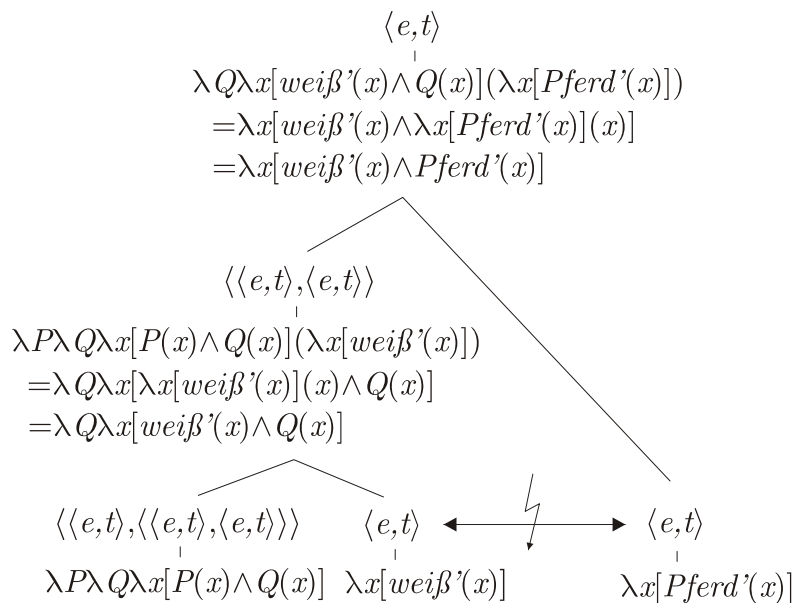 ⟨e,t⟩
λQλx[weiß’(x)∧Q(x)](λx[Pferd’(x)])
=λx[weiß’(x)∧λx[Pferd’(x)](x)]
=λx[weiß’(x)∧Pferd’(x)]
⟨⟨e,t⟩,⟨e,t⟩⟩
λPλQλx[P(x)∧Q(x)](λx[weiß’(x)])
=λQλx[λx[weiß’(x)](x)∧Q(x)]
=λQλx[weiß’(x)∧Q(x)]
⟨⟨e,t⟩,⟨⟨e,t⟩,⟨e,t⟩⟩⟩ ⟨e,t⟩ ⟨e,t⟩
λPλQλx[P(x)∧Q(x)] λx[weiß’(x)] λx[Pferd’(x)]